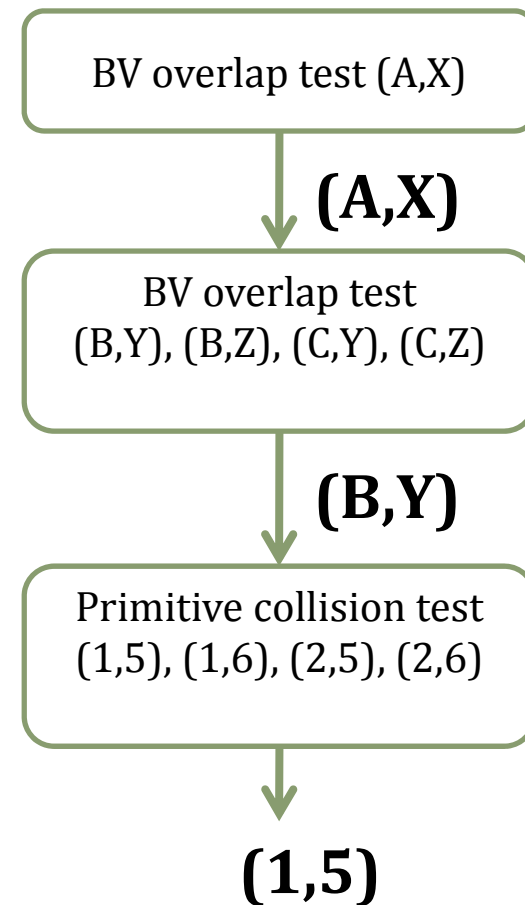 BV overlap test (A,X)
(A,X)
BV overlap test
(B,Y), (B,Z), (C,Y), (C,Z)
(B,Y)
Primitive collision test
(1,5), (1,6), (2,5), (2,6)
(1,5)